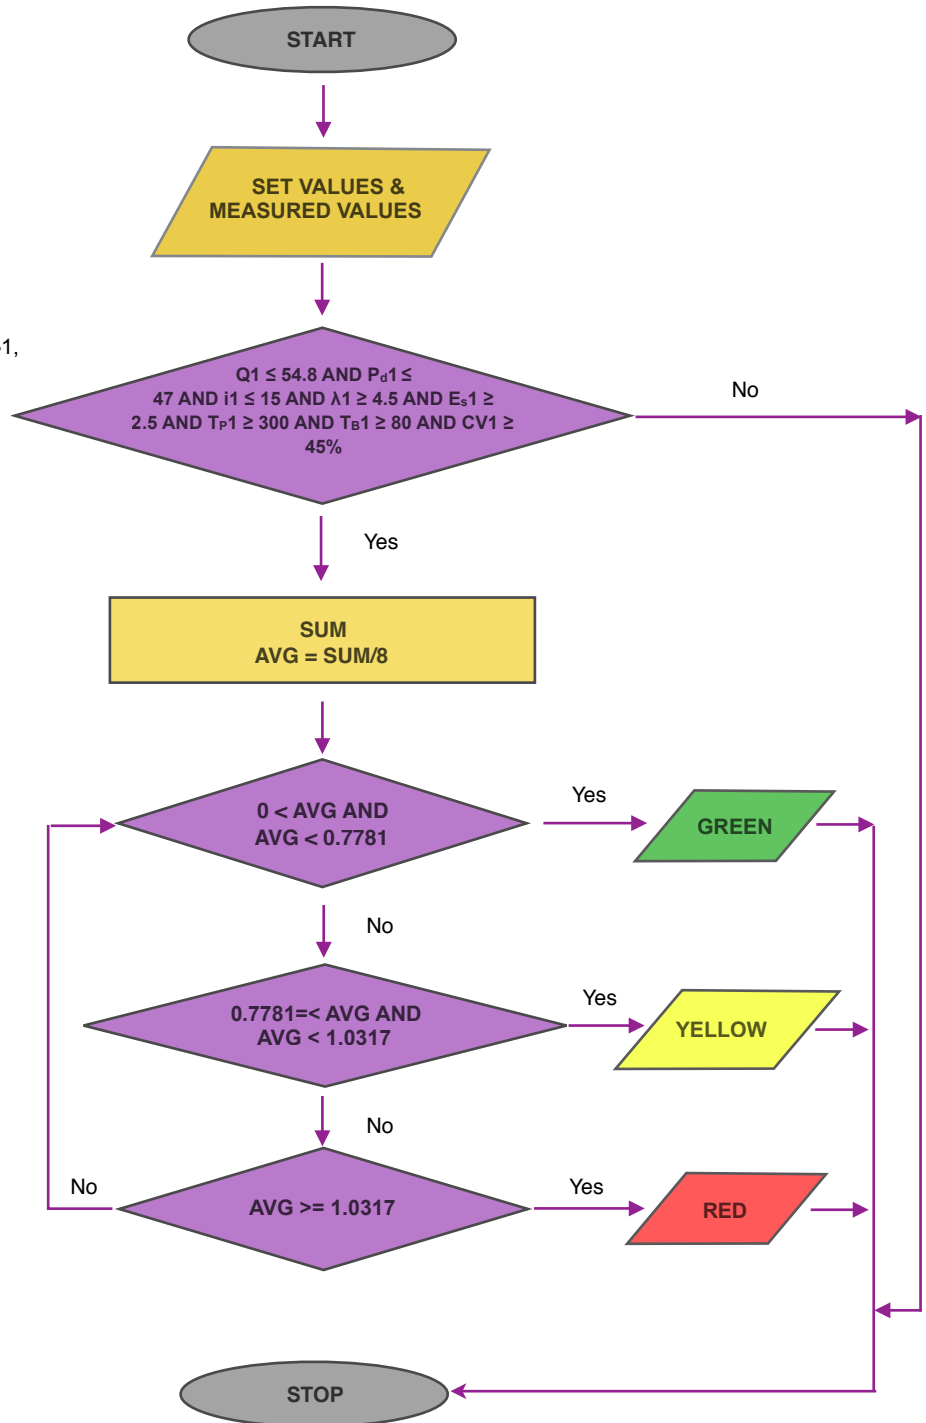 START
SET VALUES &
MEASURED VALUES
1,
Q1 ≤ 54.8 AND Pd1 ≤
47 AND i1 ≤ 15 AND λ1 ≥ 4.5 AND Es1 ≥
2.5 AND TP1 ≥ 300 AND TB1 ≥ 80 AND CV1 ≥
45%
No
Yes
SUM
AVG = SUM/8
0 < AVG AND
AVG < 0.7781
Yes
GREEN
No
0.7781=< AVG AND
AVG < 1.0317
Yes
YELLOW
No
AVG >= 1.0317
No
Yes
RED
STOP